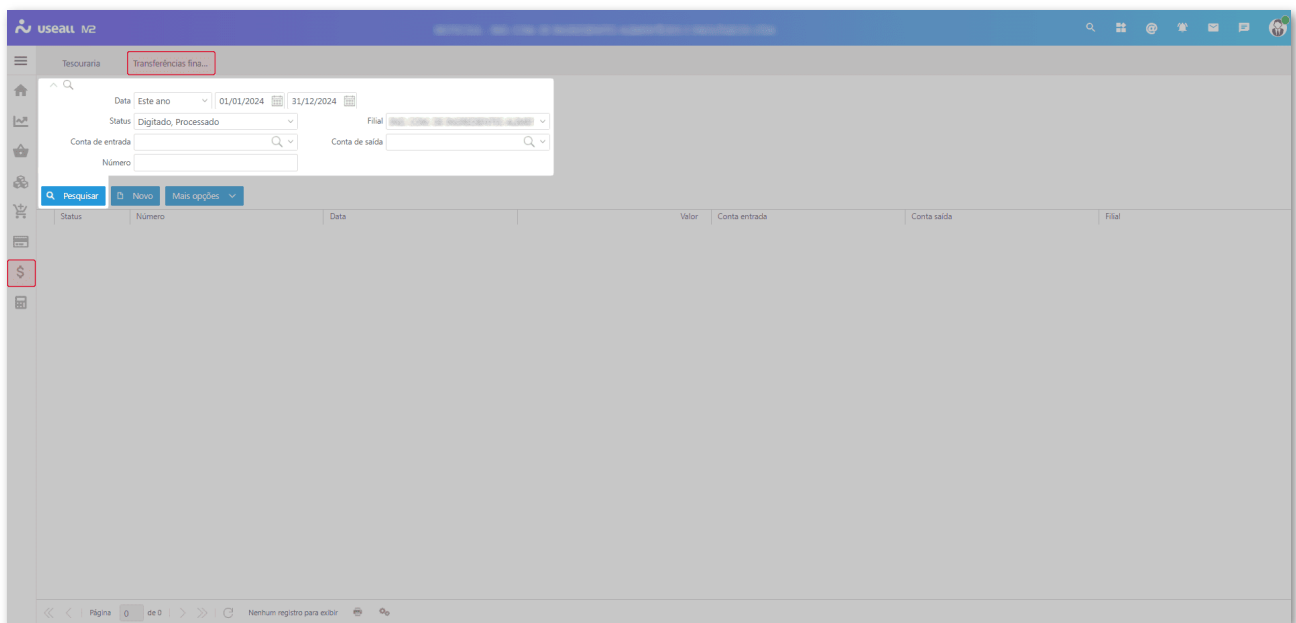 useall M2
Tesouraria Transferências fina...
Data Este ano 01/01/2024 31/12/2024
Status Digitado, Processado Filial
Conta de entrada Conta de saída
Número
Pesquisar Novo Mais opções
Status Número Data Valor Conta entrada Conta saída Filial
Página 0 de 0 Nenhum registro para exibir